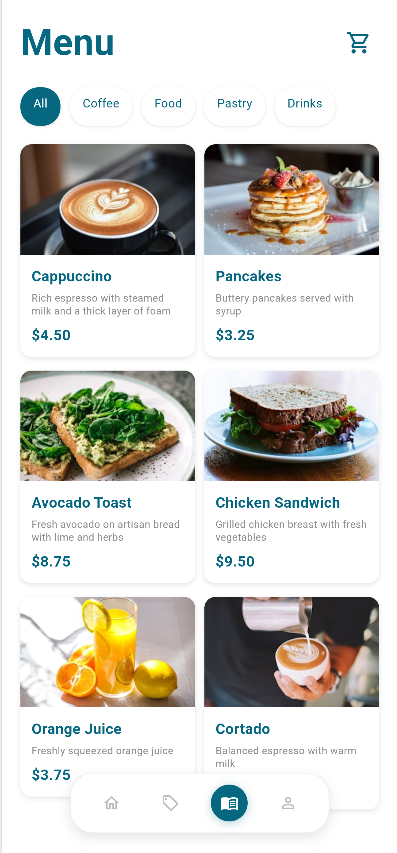 Menu
All
Coffee
Food
Pastry
Drinks
Cappuccino
Rich espresso with steamed
milk and a thick layer of foam
$4.50
Pancakes
Buttery pancakes served with
syrup
$3.25
Avocado Toast
Fresh avocado on artisan bread
with lime and herbs
$8.75
Chicken Sandwich
Grilled chicken breast with fresh
vegetables
$9.50
Orange Juice
Freshly squeezed orange juice
$3.75
Cortado
Balanced espresso with warm
milk